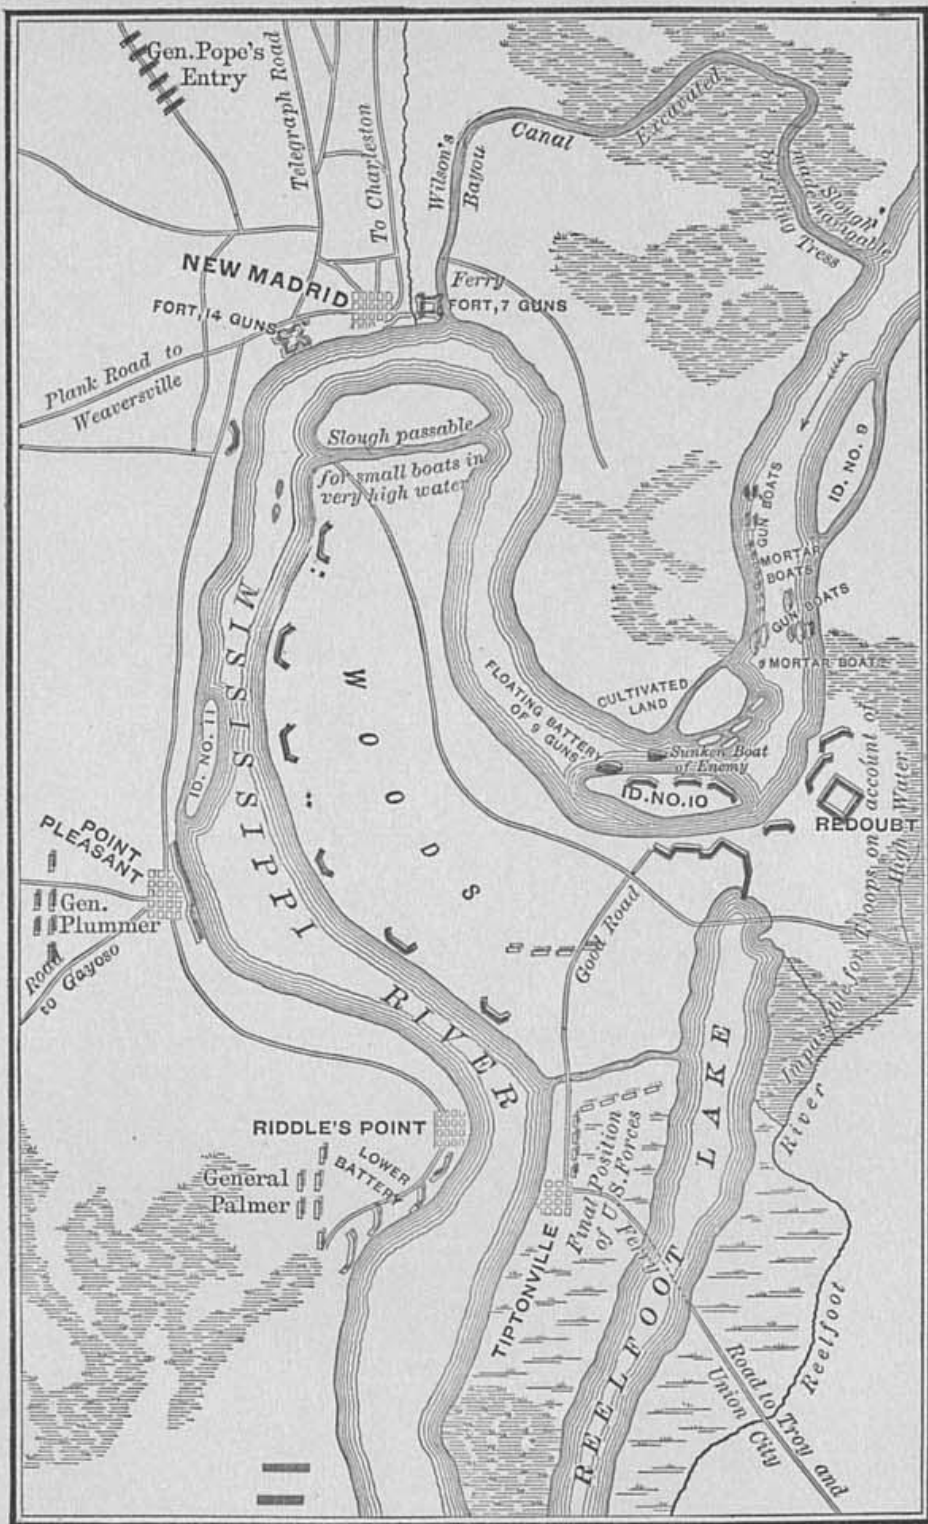 Gen. Pope's
Entry
Telegraph Road
To Charleston
Wilson's
Bayou
Canal
Excavated
by felling Tress
Slough
made navigable
NEW MADRID
Ferry
FORT, 14 GUNS
FORT, 7 GUNS
Plank Road to
Weaversville
Slough passable
for small boats in
very high water
ID. NO. 9
GUN BOATS
MORTAR
BOATS
GUN BOATS
MORTAR BOATS
MISSISSIPPI
RIVER
WOODS
FLOATING BATTERY
OF 9 GUNS
CULTIVATED
LAND
Sunken Boat
of Enemy
ID. NO. 10
ID. NO. 11
REDOUBT
Impassible for Troops on account of
High Water
POINT
PLEASANT
Gen.
Plummer
Road
to Gayoso
Good Road
RIDDLE'S POINT
LOWER
BATTERY
General
Palmer
Final Position
of U.S. Forces
Ferry
TIPTONVILLE
REELFOOT LAKE
Reelfoot
River
Road to Troy and
Union City